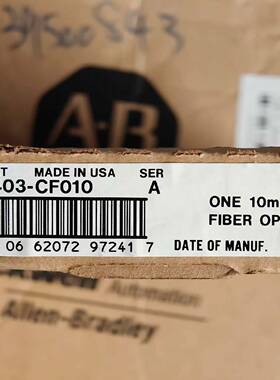 A-B
T MADE IN USA SER
403-CF010 A
ONE 10m
FIBER OP
06 62072 97241 7 DATE OF MANUF.
Automation
Allen-Bradley